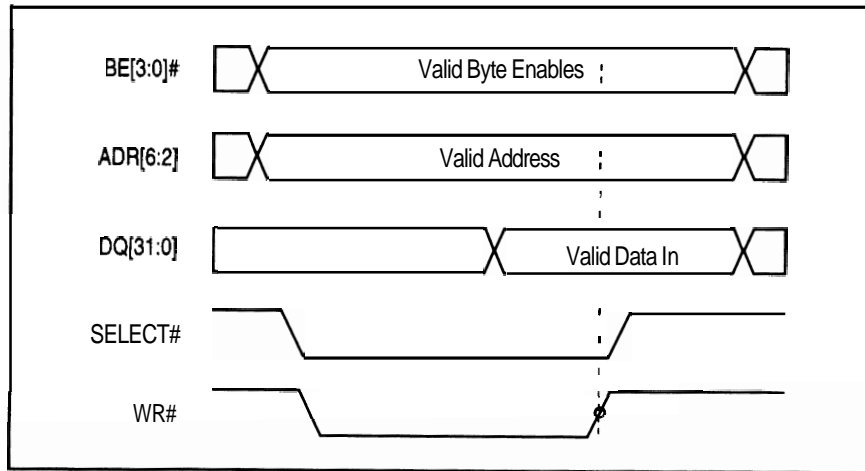 BE[3:0]#
Valid Byte Enables
ADR[6:2]
Valid Address
DQ[31:0]
Valid Data In
SELECT#
WR#